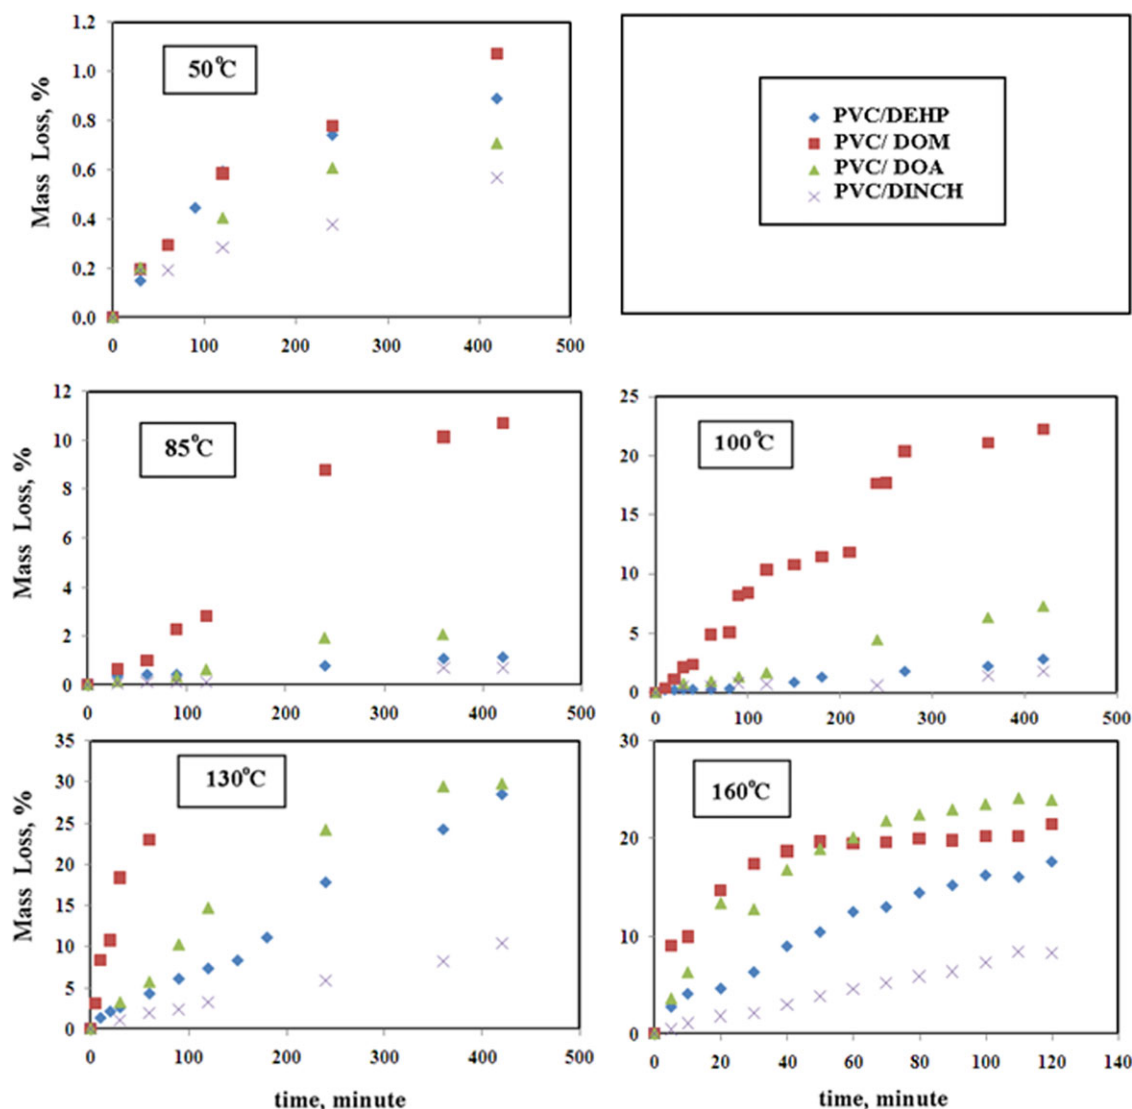 1.2
1.0
0.8
0.6
0.4
0.2
0.0
Mass Loss, %
50°C
0 100 200 300 400 500
PVC/DEHP
PVC/ DOM
PVC/ DOA
PVC/DINCH
12
10
8
6
4
2
0
Mass Loss, %
85°C
0 100 200 300 400 500
25
20
15
10
5
0
100°C
0 100 200 300 400 500
35
30
25
20
15
10
5
0
Mass Loss, %
130°C
0 100 200 300 400 500
time, minute
30
20
10
0
160°C
0 20 40 60 80 100 120 140
time, minute